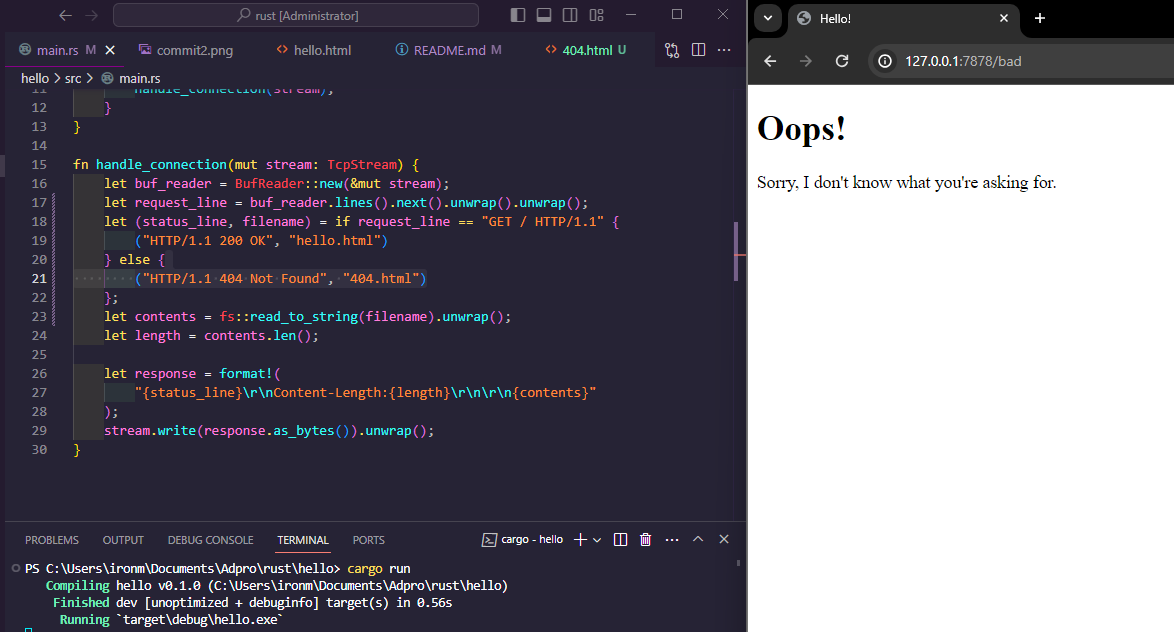 rust [Administrator]
main.rs M
commit2.png
hello.html
README.md M
404.html U
hello > src > main.rs
11 handle_connection(stream);
12 }
13 }
14
15 fn handle_connection(mut stream: TcpStream) {
16 let buf_reader = BufReader::new(&mut stream);
17 let request_line = buf_reader.lines().next().unwrap().unwrap();
18 let (status_line, filename) = if request_line == "GET / HTTP/1.1" {
19 ("HTTP/1.1 200 OK", "hello.html")
20 } else {
21 ("HTTP/1.1 404 Not Found", "404.html")
22 };
23 let contents = fs::read_to_string(filename).unwrap();
24 let length = contents.len();
25
26 let response = format!(
27 "{status_line}\r\nContent-Length:{length}\r\n\r\n{contents}"
28 );
29 stream.write(response.as_bytes()).unwrap();
30 }
PROBLEMS
OUTPUT
DEBUG CONSOLE
TERMINAL
PORTS
cargo - hello
PS C:\Users\ironm\Documents\Adpro\rust\hello> cargo run
Compiling hello v0.1.0 (C:\Users\ironm\Documents\Adpro\rust\hello)
Finished dev [unoptimized + debuginfo] target(s) in 0.56s
Running `target\debug\hello.exe`
Hello!
127.0.0.1:7878/bad
Oops!
Sorry, I don't know what you're asking for.